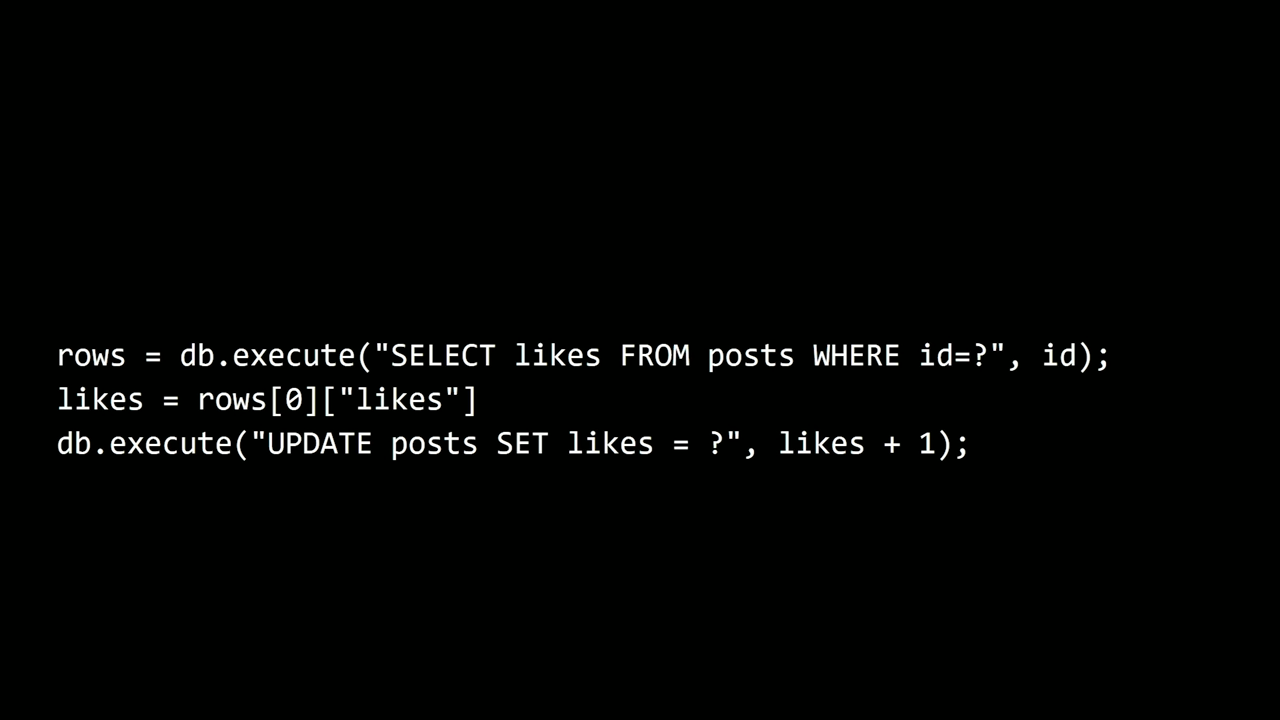 rows = db.execute("SELECT likes FROM posts WHERE id=?", id);
likes = rows[0]["likes"]
db.execute("UPDATE posts SET likes = ?", likes + 1);